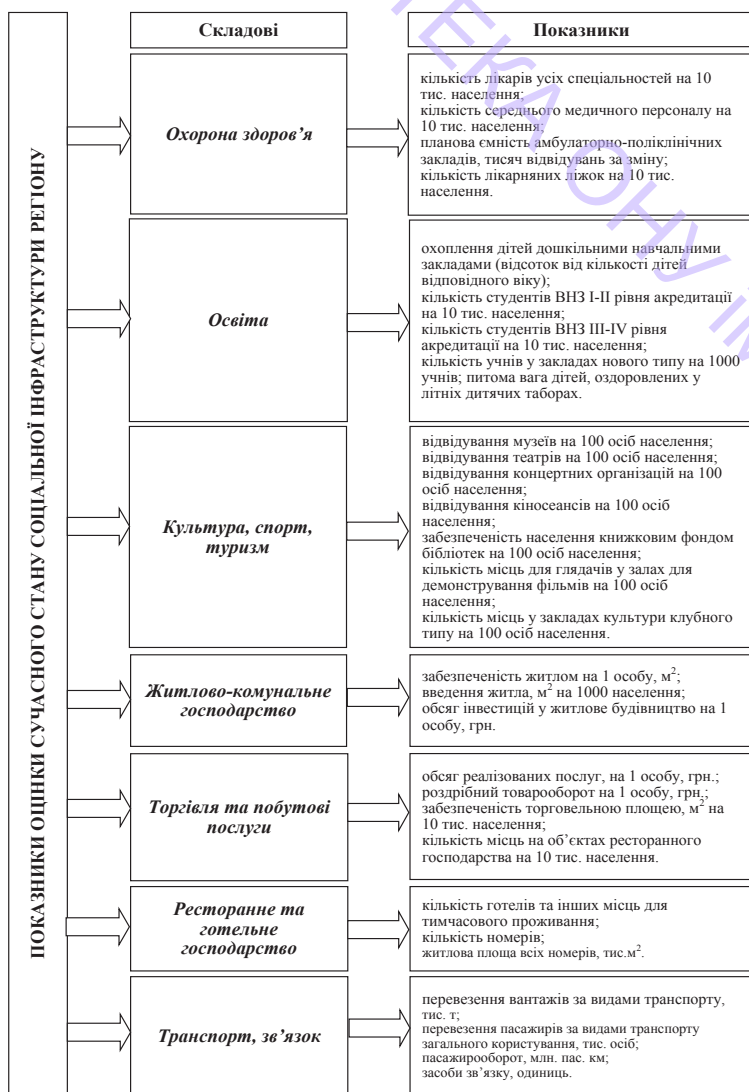 ПОКАЗНИКИ ОЦІНКИ СУЧАСНОГО СТАНУ СОЦІАЛЬНОЇ ІНФРАСТРУКТУРИ РЕГІОНУ
Складові
Показники
Охорона здоров’я
кількість лікарів усіх спеціальностей на 10
тис. населення;
кількість середнього медичного персоналу на
10 тис. населення;
планова ємність амбулаторно-поліклінічних
закладів, тисяч відвідувань за зміну;
кількість лікарняних ліжок на 10 тис.
населення.
Освіта
охоплення дітей дошкільними навчальними
закладами (відсоток від кількості дітей
відповідного віку);
кількість студентів ВНЗ І-ІІ рівня акредитації
на 10 тис. населення;
кількість студентів ВНЗ ІІІ-ІV рівня
акредитації на 10 тис. населення;
кількість учнів у закладах нового типу на 1000
учнів; питома вага дітей, оздоровлених у
літніх дитячих таборах.
Культура, спорт,
туризм
відвідування музеїв на 100 осіб населення;
відвідування театрів на 100 осіб населення;
відвідування концертних організацій на 100
осіб населення;
відвідування кіносеансів на 100 осіб
населення;
забезпеченість населення книжковим фондом
бібліотек на 100 осіб населення;
кількість місць для глядачів у залах для
демонстрування фільмів на 100 осіб
населення;
кількість місць у закладах культури клубного
типу на 100 осіб населення.
Житлово-комунальне
господарство
забезпеченість житлом на 1 особу, м²;
введення житла, м² на 1000 населення;
обсяг інвестицій у житлове будівництво на 1
особу, грн.
Торгівля та побутові
послуги
обсяг реалізованих послуг, на 1 особу, грн.;
роздрібний товарооборот на 1 особу, грн.;
забезпеченість торговельною площею, м² на
10 тис. населення;
кількість місць на об’єктах ресторанного
господарства на 10 тис. населення.
Ресторанне та
готельне
господарство
кількість готелів та інших місць для
тимчасового проживання;
кількість номерів;
житлова площа всіх номерів, тис.м².
Транспорт, зв’язок
перевезення вантажів за видами транспорту,
тис. т;
перевезення пасажирів за видами транспорту
загального користування, тис. осіб;
пасажирооборот, млн. пас. км;
засоби зв’язку, одиниць.
ТЕКА ОНУ